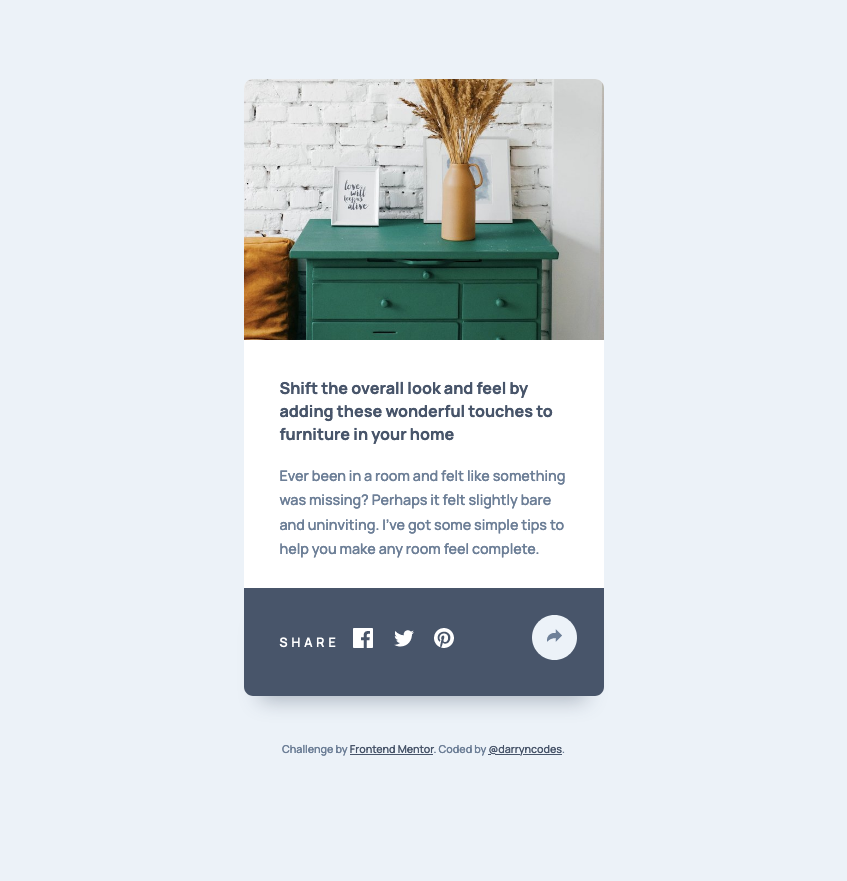 love
will
alive
Shift the overall look and feel by
adding these wonderful touches to
furniture in your home
Ever been in a room and felt like something
was missing? Perhaps it felt slightly bare
and uninviting. I've got some simple tips to
help you make any room feel complete.
SHARE
Challenge by Frontend Mentor. Coded by @darryncodes.